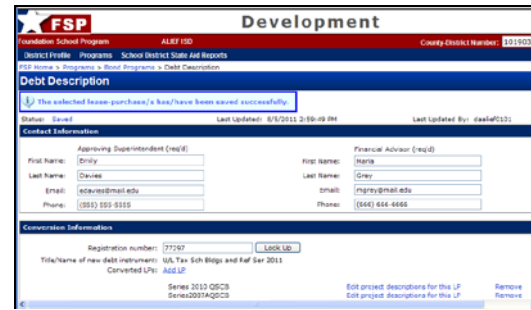 FSP Development
Foundation School Program ALIEF ISD County-District Number: 101903
District Profile Programs School District State Aid Reports
FSP Home > Programs > Bond Programs > Debt Description
Debt Description
The selected lease-purchase/s has/have been saved successfully.
Status: Saved Last Updated: 8/5/2011 2:59:49 PM Last Updated By:
Contact Information
Approving Superintendent (req'd) Financial Advisor (req'd)
First Name: Emily First Name: Maria
Last Name: Davies Last Name: Grey
Email: edavies@mail.edu Email: mgrey@mail.edu
Phone: (555) 555-5555 Phone: (666) 666-6666
Conversion Information
Registration number: 77297 Look Up
Title/Name of new debt instrument: U/L Tax Sch Bldgs and Ref Ser 2011
Converted LPs: Add LP
Series 2010 QSCB Edit project descriptions for this LP Remove
Series2007AQSCB Edit project descriptions for this LP Remove